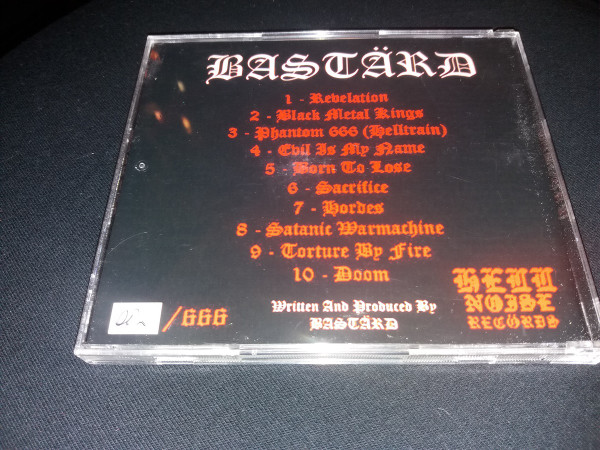 BASTÄRD
1 - Revelation
2 - Black Metal Kings
3 - Phantom 666 (Helltrain)
4 - Evil Is My Name
5 - Born To Lose
6 - Sacrifice
7 - Hordes
8 - Satanic Warmachine
9 - Torture By Fire
10 - Doom
/666
Written And Produced By
BASTÄRD
HELL
NOISE
RECÖRDS